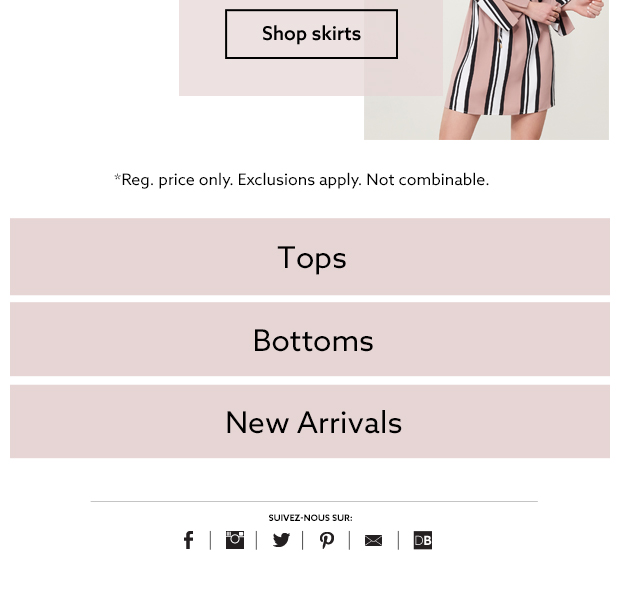 Shop skirts
*Reg. price only. Exclusions apply. Not combinable.
Tops
Bottoms
New Arrivals
SUIVEZ-NOUS SUR:
DB